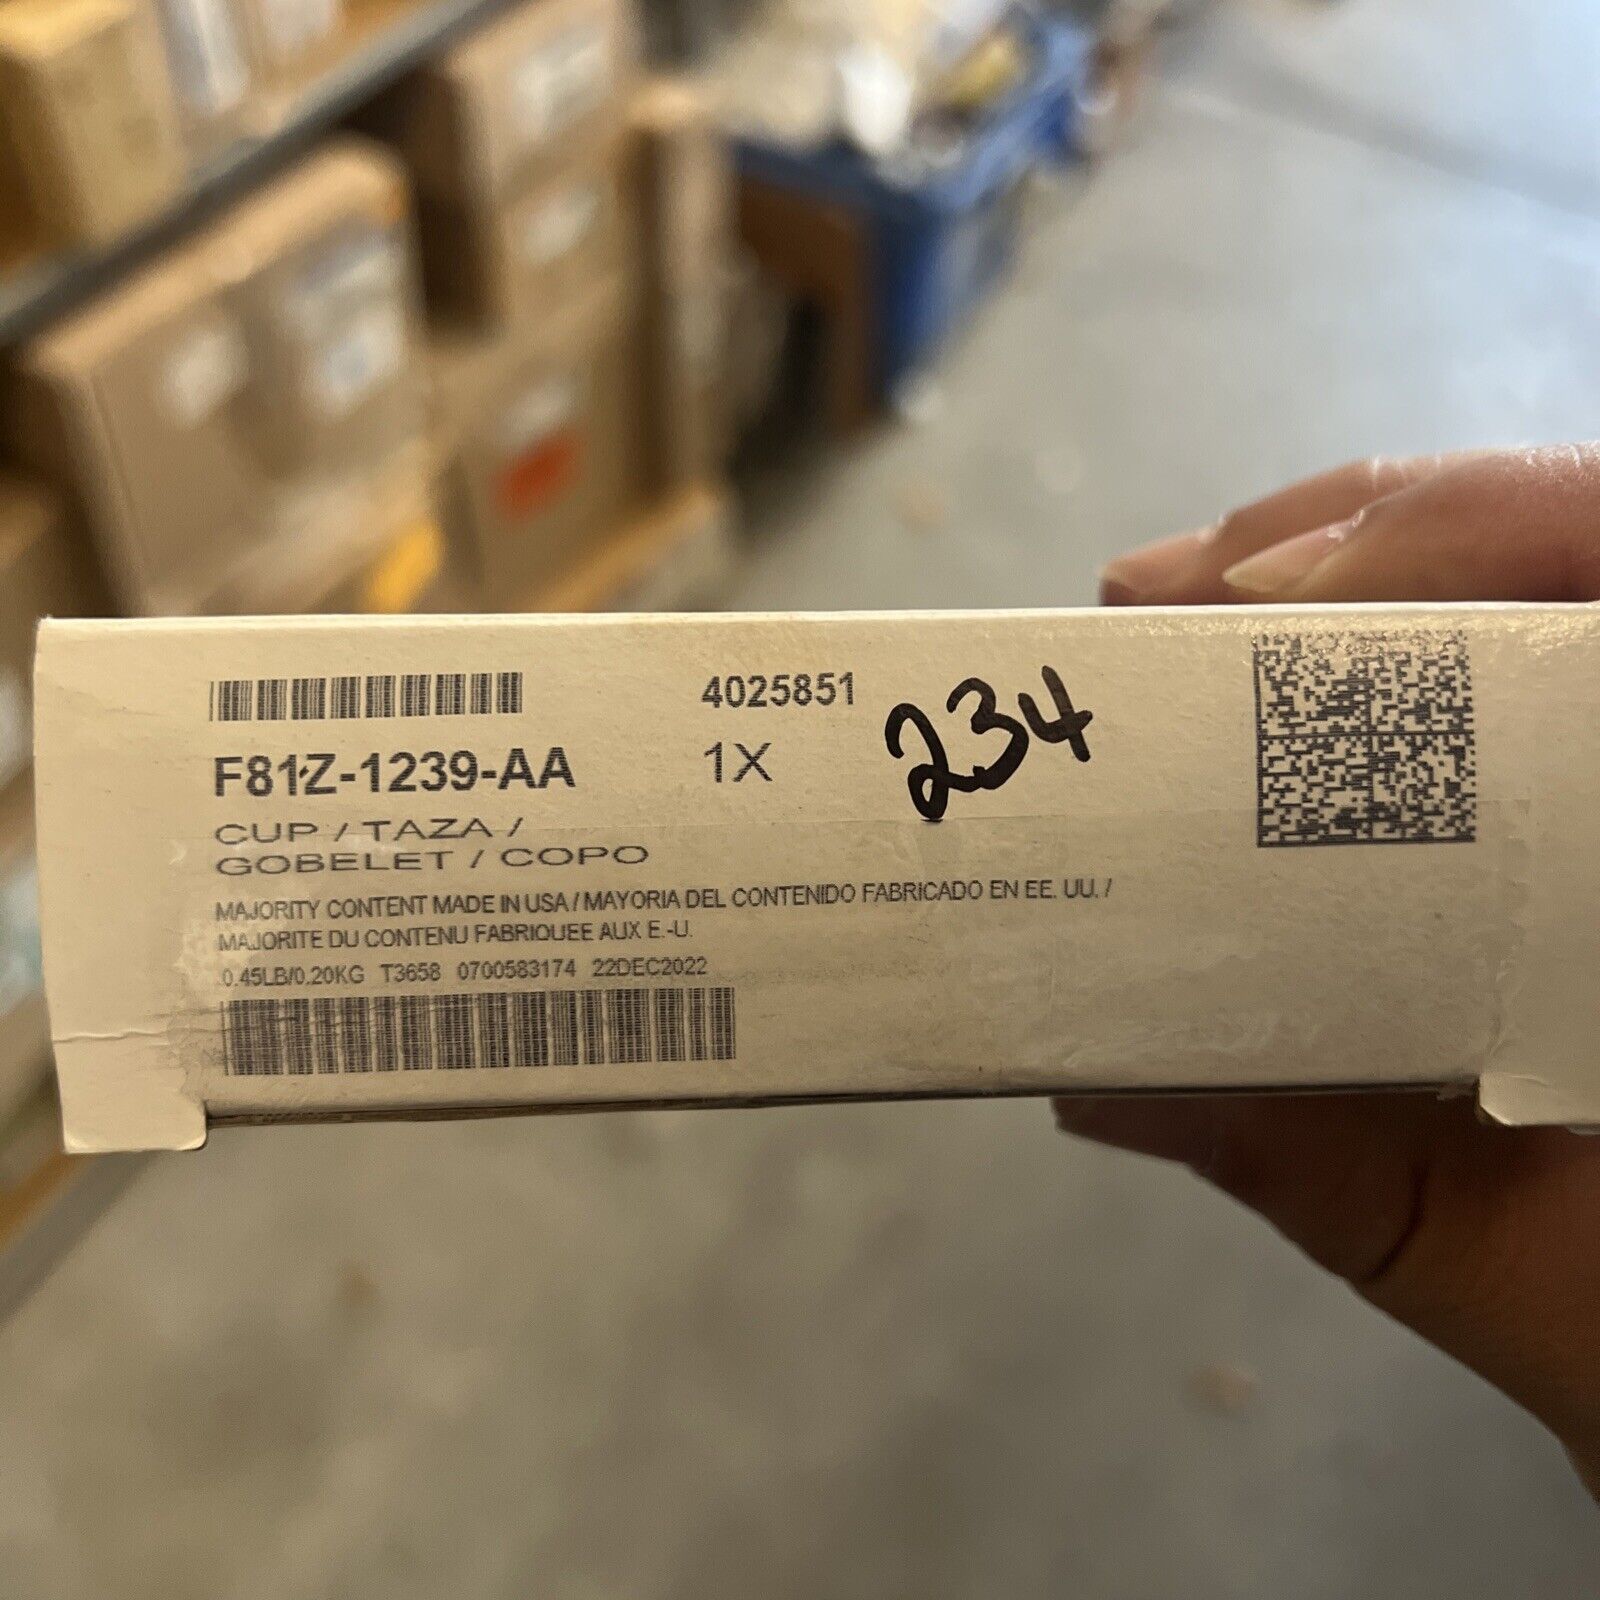 4025851
F81Z-1239-AA
1X
234
CUP / TAZA /
GOBELET / COPO
MAJORITY CONTENT MADE IN USA / MAYORIA DEL CONTENIDO FABRICADO EN EE. UU. /
MAJORITE DU CONTENU FABRIQUEE AUX E.-U.
0.45LB/0.20KG T3658 0700583174 22DEC2022